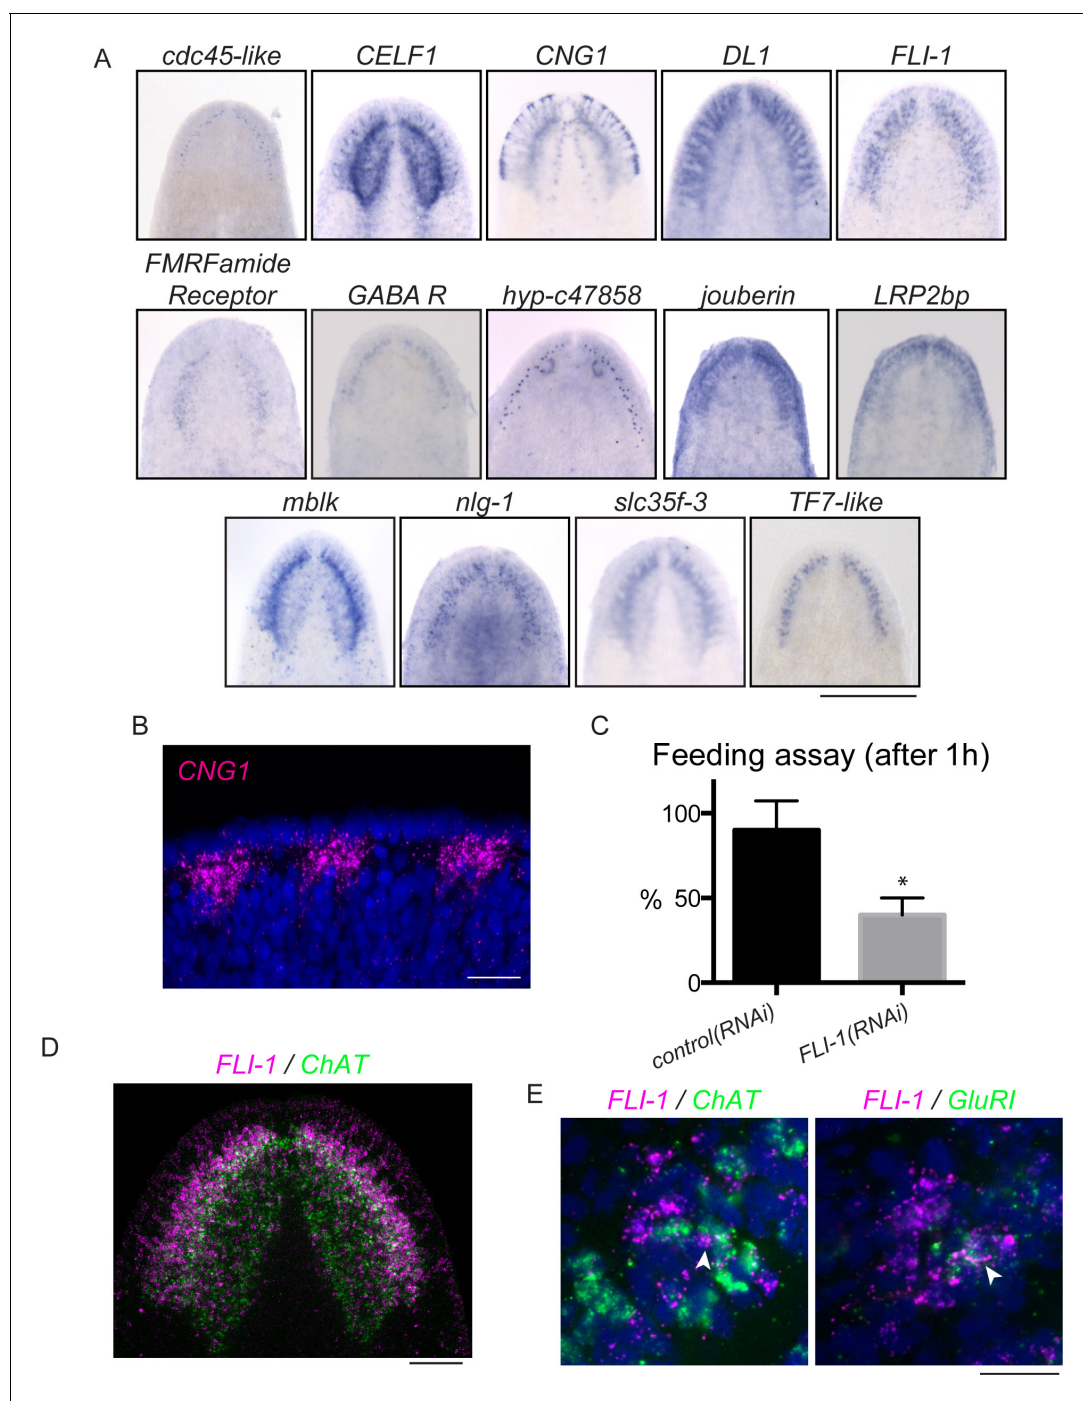 A
cdc45-like
CELF1
CNG1
DL1
FLI-1
FMRFamide
Receptor
GABA R
hyp-c47858
jouberin
LRP2bp
mblk
nlg-1
slc35f-3
TF7-like
B
CNG1
C
Feeding assay (after 1h)
100
% 50
*
0
control(RNAi)
FLI-1(RNAi)
D
FLI-1 / ChAT
E
FLI-1 / ChAT
FLI-1 / GluRI